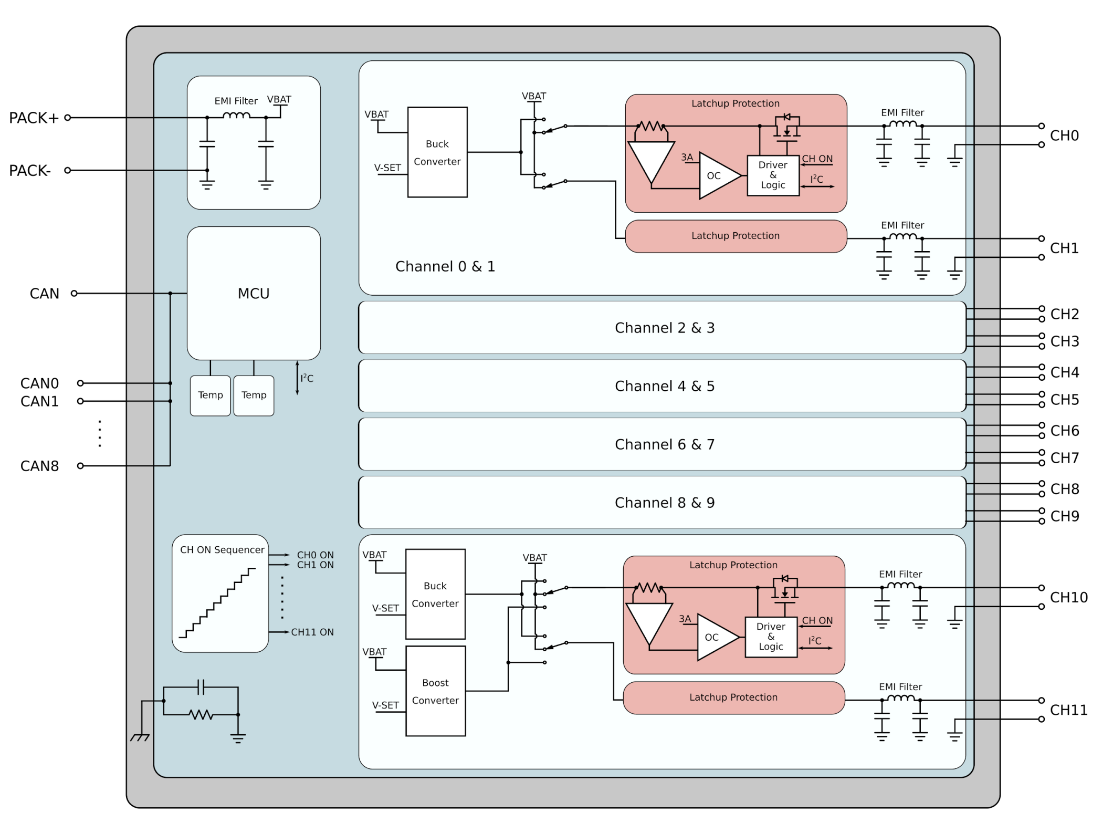 PACK+
PACK-
EMI Filter
VBAT
CAN
MCU
CAN0
CAN1
CAN8
Temp
Temp
I²C
CH ON Sequencer
CH0 ON
CH1 ON
CH11 ON
VBAT
V-SET
Buck
Converter
VBAT
Latchup Protection
3A
OC
Driver
&
Logic
CH ON
I²C
EMI Filter
CH0
Latchup Protection
EMI Filter
CH1
Channel 0 & 1
Channel 2 & 3
CH2
CH3
Channel 4 & 5
CH4
CH5
Channel 6 & 7
CH6
CH7
Channel 8 & 9
CH8
CH9
VBAT
V-SET
Buck
Converter
VBAT
V-SET
Boost
Converter
VBAT
Latchup Protection
3A
OC
Driver
&
Logic
CH ON
I²C
EMI Filter
CH10
Latchup Protection
EMI Filter
CH11